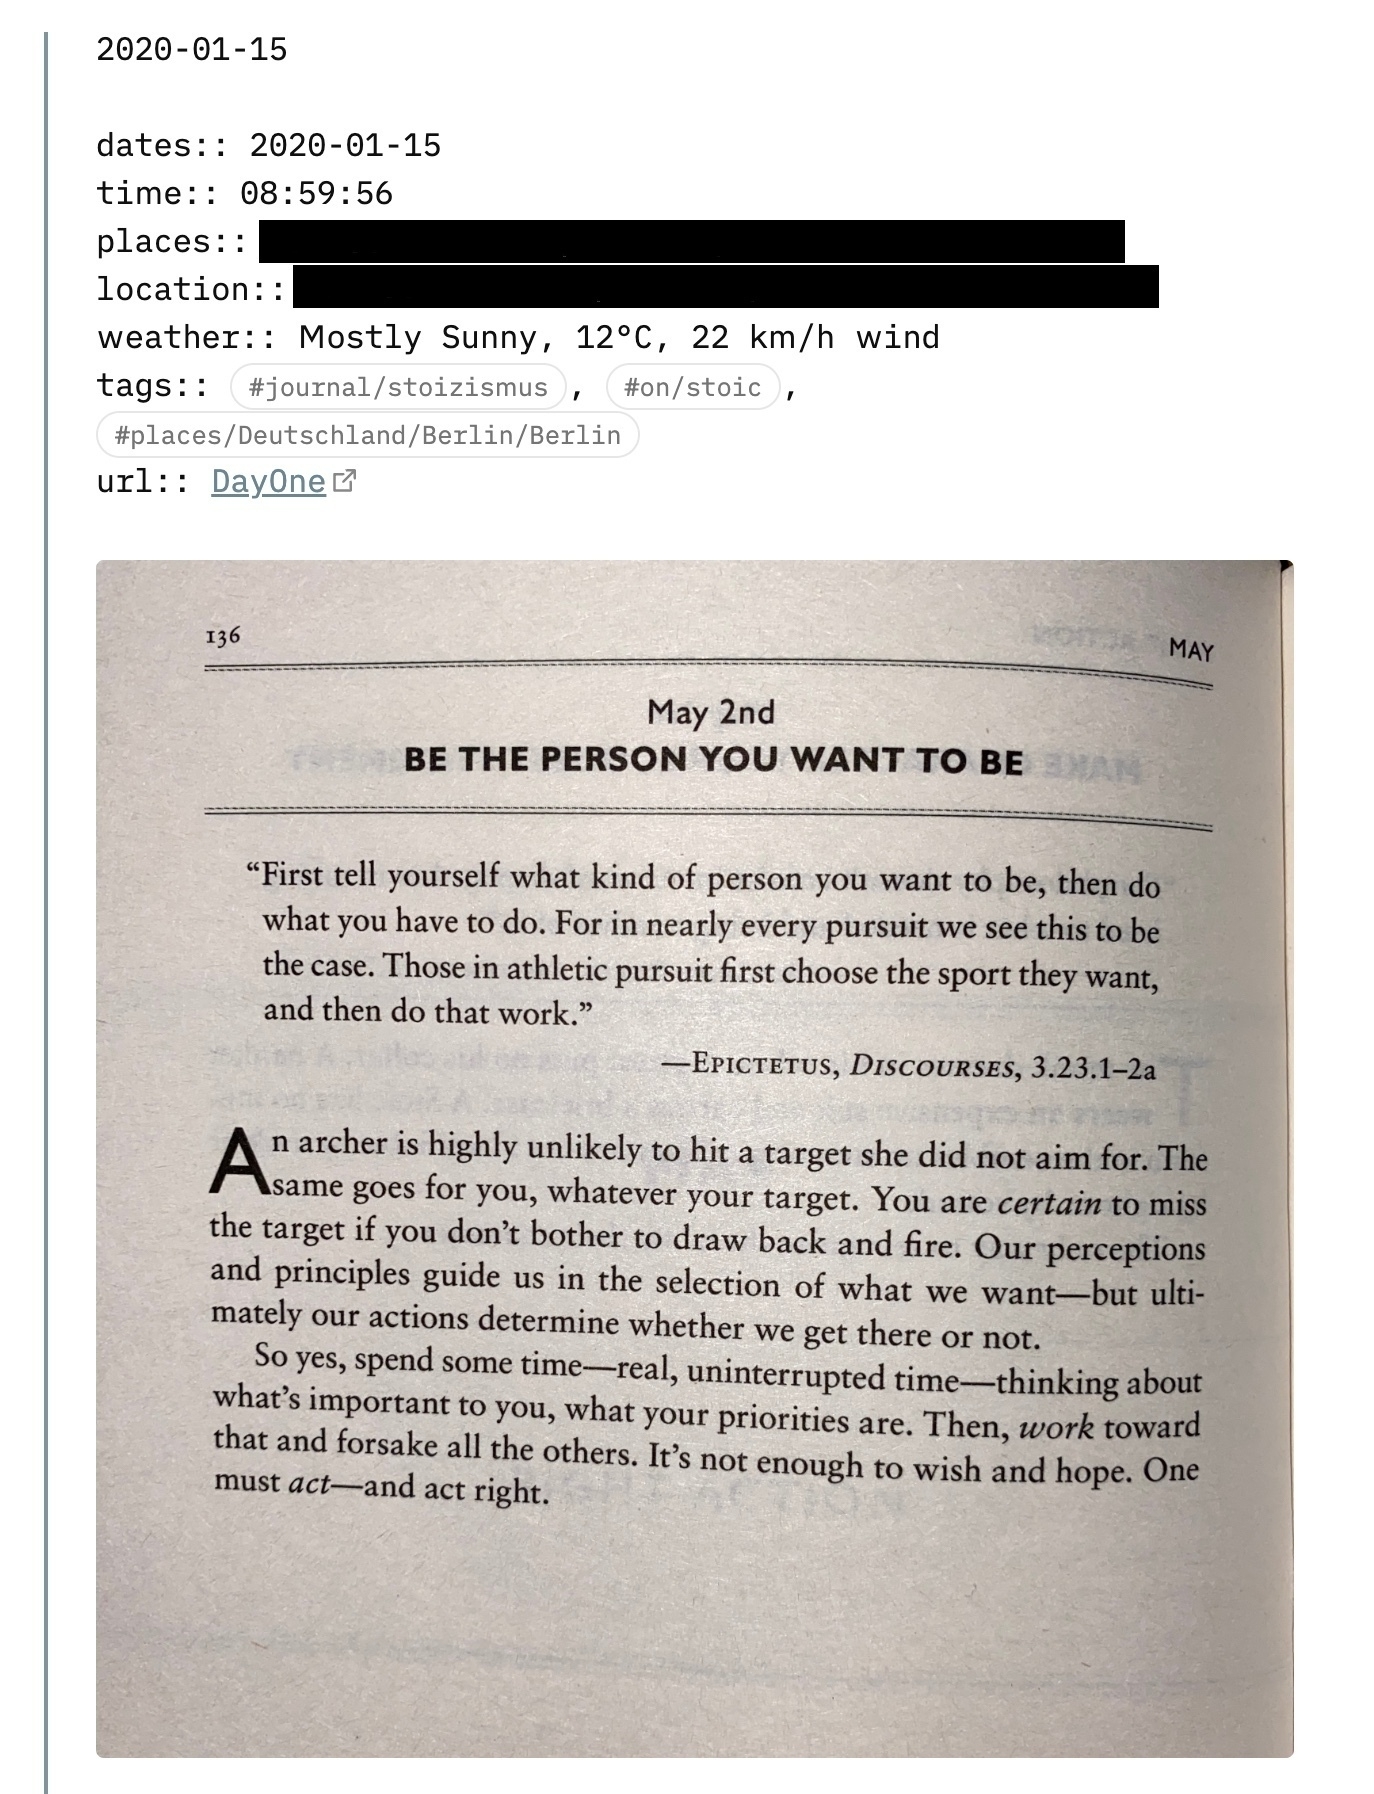 2020-01-15
dates:: 2020-01-15
time:: 08:59:56
places::
location::
weather:: Mostly Sunny, 12°C, 22 km/h wind
tags:: #journal/stoizismus, #on/stoic,
#places/Deutschland/Berlin/Berlin
url:: DayOne
136
MAY
May 2nd
BE THE PERSON YOU WANT TO BE
“First tell yourself what kind of person you want to be, then do
what you have to do. For in nearly every pursuit we see this to be
the case. Those in athletic pursuit first choose the sport they want,
and then do that work.”
—EPICTETUS, DISCOURSES, 3.23.1–2a
An archer is highly unlikely to hit a target she did not aim for. The
same goes for you, whatever your target. You are certain to miss
the target if you don’t bother to draw back and fire. Our perceptions
and principles guide us in the selection of what we want—but ulti-
mately our actions determine whether we get there or not.
So yes, spend some time—real, uninterrupted time—thinking about
what’s important to you, what your priorities are. Then, work toward
that and forsake all the others. It’s not enough to wish and hope. One
must act—and act right.